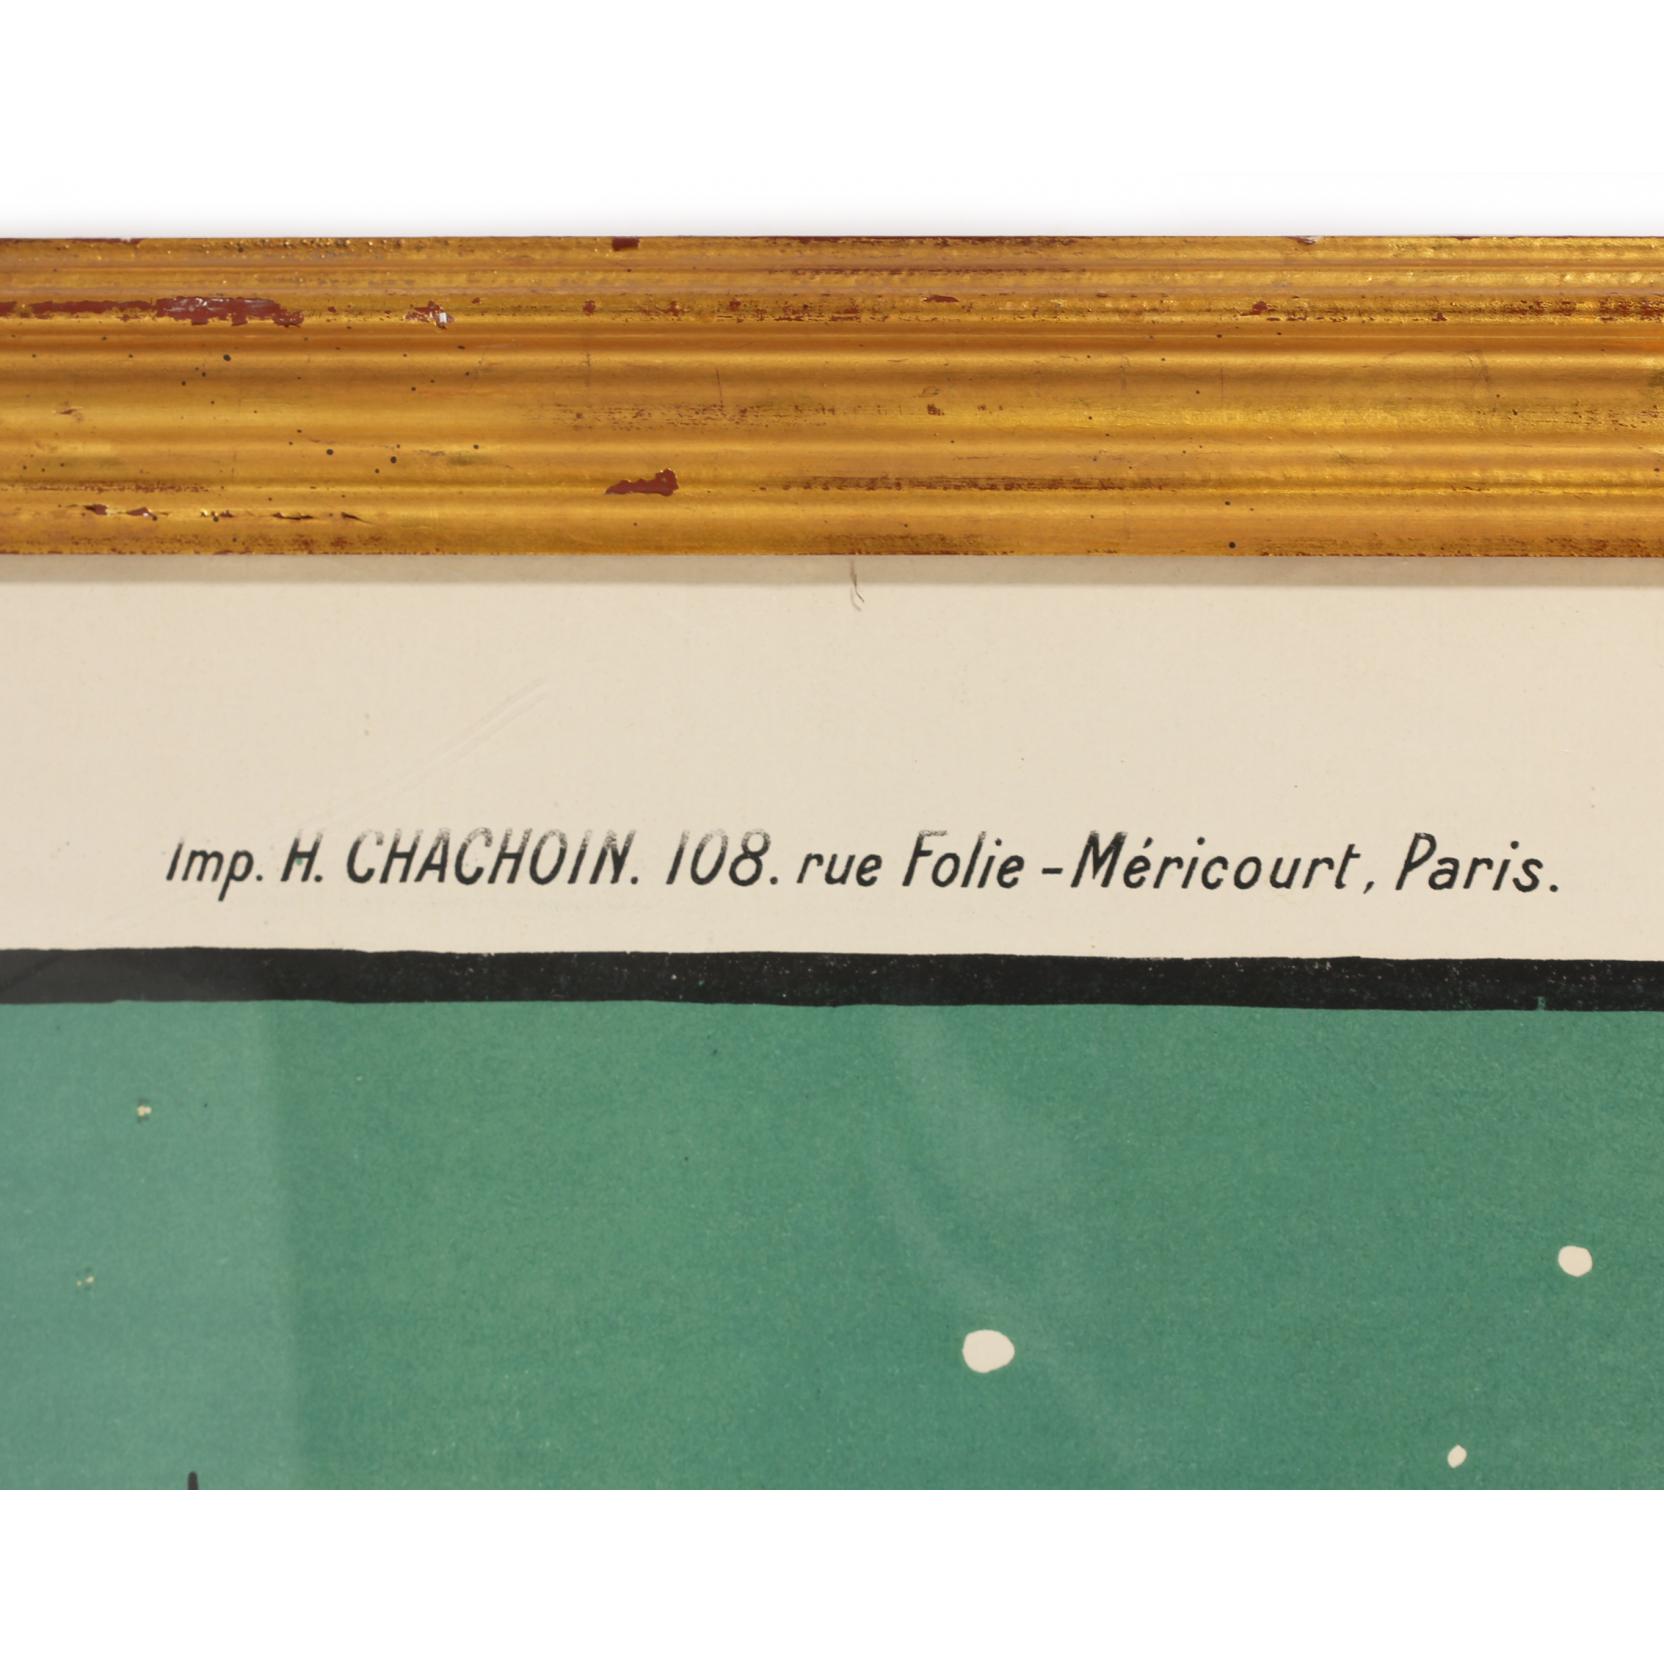 Imp. H. CHACHOIN. 108. rue Folie-Méricourt, Paris.